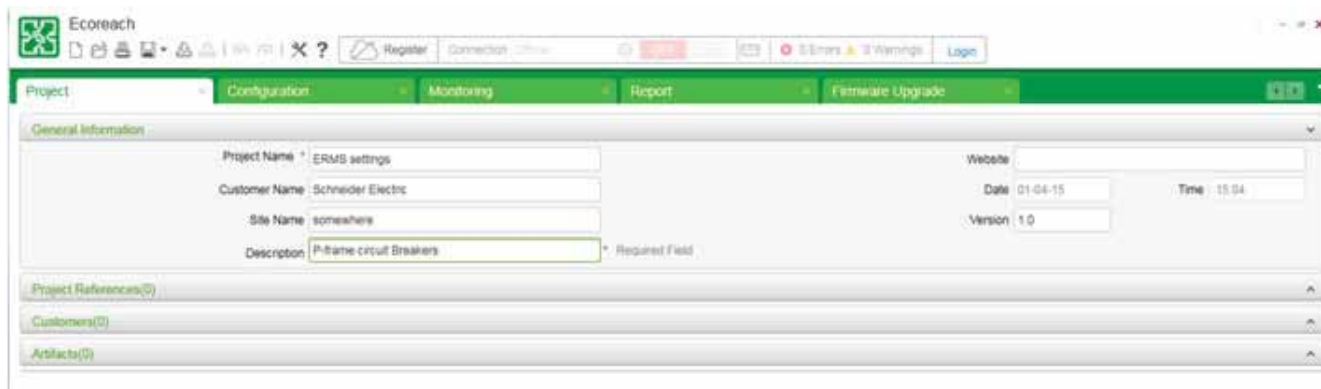 Ecoreach
? Register Connection 0 Errors 0 Warnings Login
Project Configuration Monitoring Report Firmware Upgrade
General Information
Project Name * ERMS settings Website
Customer Name Schneider Electric Date 01-04-15 Time 15:04
Site Name somewhere Version 1.0
Description P-frame circuit Breakers * Required Field
Project References(0)
Customers(0)
Artifacts(0)